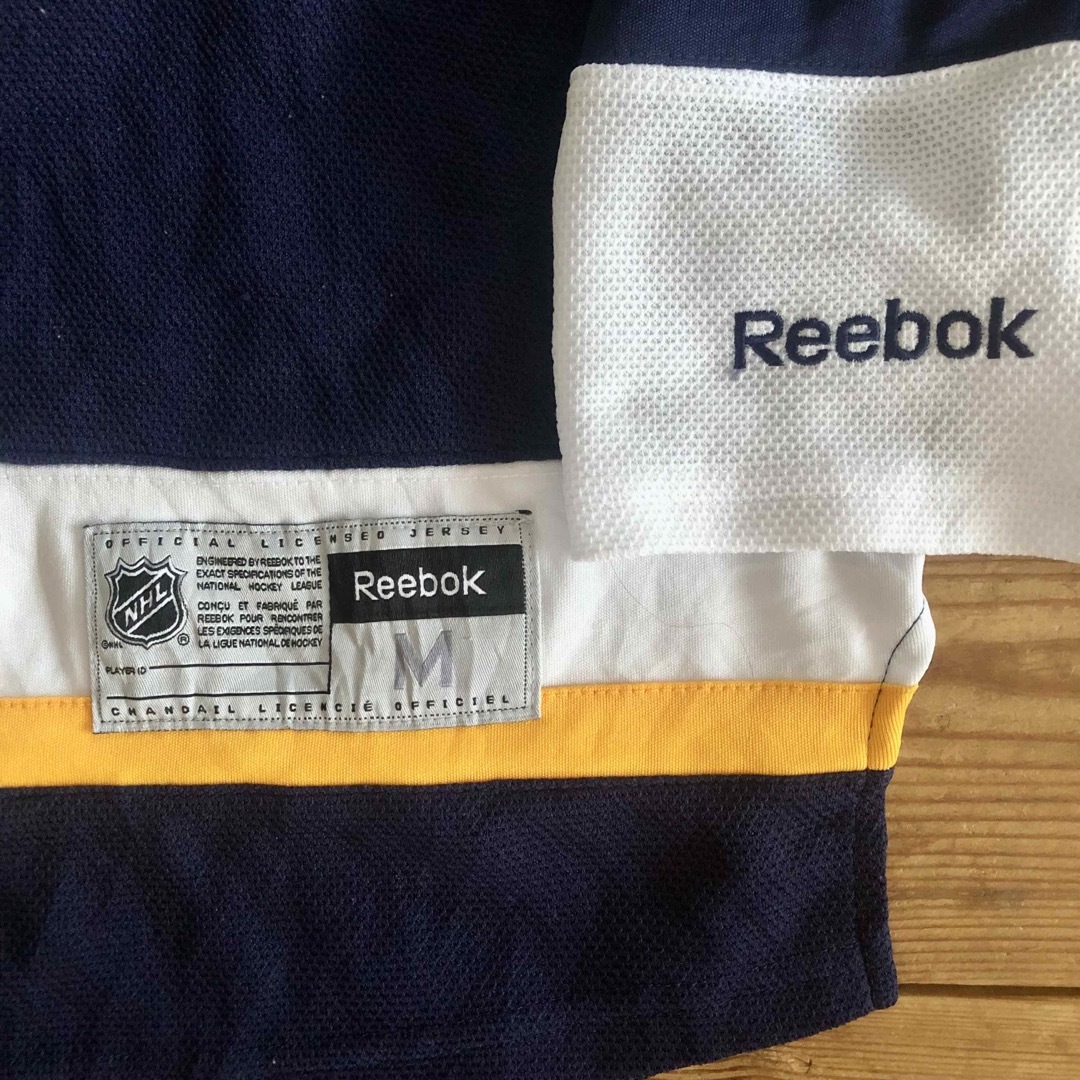 Reebok
OFFICIAL LICENSED JERSEY
NHL
©NHL ®
ENGINEERED BY REEBOK TO THE
EXACT SPECIFICATIONS OF THE
NATIONAL HOCKEY LEAGUE
CONÇU ET FABRIQUÉ PAR
REEBOK POUR RENCONTRER
LES EXIGENCES SPÉCIFIQUES DE
LA LIGUE NATIONAL DE HOCKEY
PLAYER ID
Reebok
M
CHANDAIL LICENCIÉ OFFICIEL